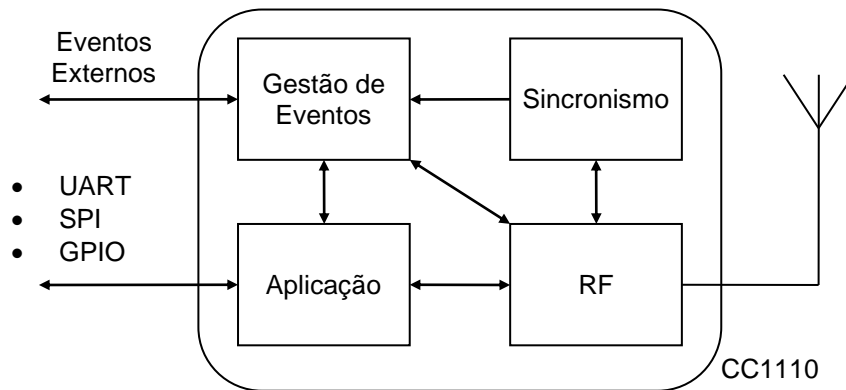 Eventos
Externos
Gestão de
Eventos
Sincronismo
• UART
• SPI
• GPIO
Aplicação
RF
CC1110